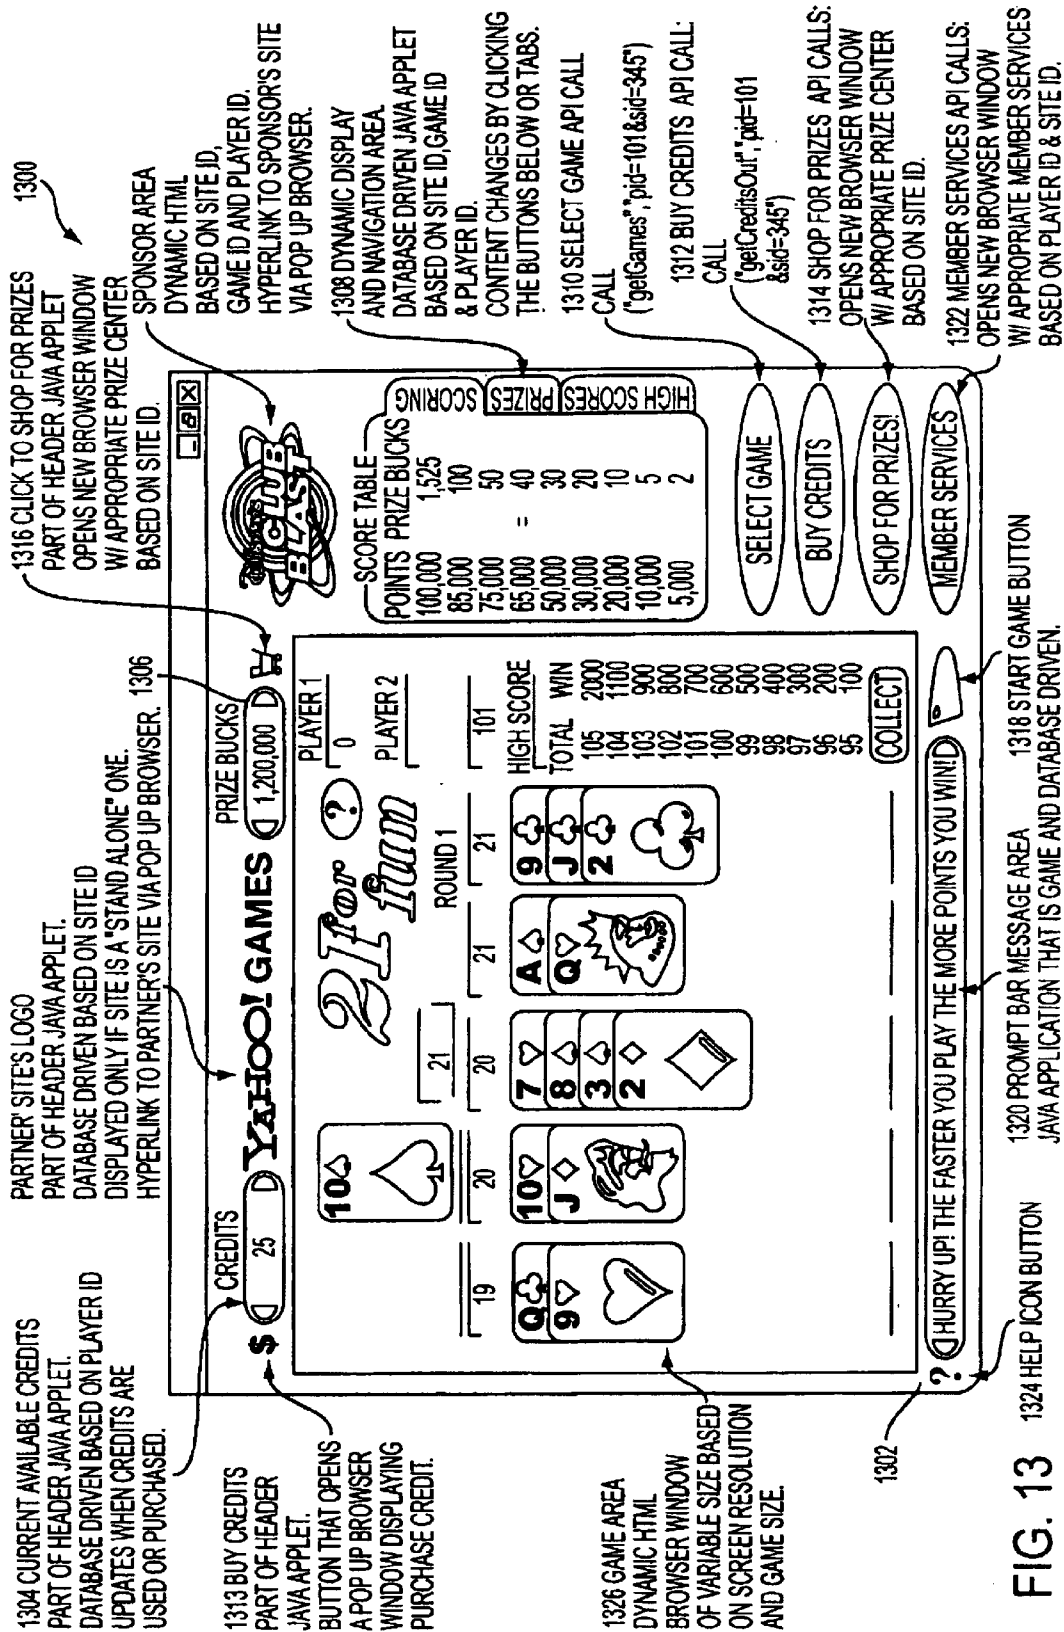 1304 CURRENT AVAILABLE CREDITS
PART OF HEADER JAVA APPLET.
DATABASE DRIVEN BASED ON PLAYER ID
UPDATES WHEN CREDITS ARE
USED OR PURCHASED.
PARTNER' SITE'S LOGO
PART OF HEADER JAVA APPLET.
DATABASE DRIVEN BASED ON SITE ID
DISPLAYED ONLY IF SITE IS A "STAND ALONE" ONE.
HYPERLINK TO PARTNER'S SITE VIA POP UP BROWSER.
1306
1316 CLICK TO SHOP FOR PRIZES
PART OF HEADER JAVA APPLET
OPENS NEW BROWSER WINDOW
W/ APPROPRIATE PRIZE CENTER
BASED ON SITE ID.
1300
SPONSOR AREA
DYNAMIC HTML
BASED ON SITE ID,
GAME ID AND PLAYER ID.
HYPERLINK TO SPONSOR'S SITE
VIA POP UP BROWSER.
1308 DYNAMIC DISPLAY
AND NAVIGATION AREA.
DATABASE DRIVEN JAVA APPLET
BASED ON SITE ID,GAME ID
& PLAYER ID.
CONTENT CHANGES BY CLICKING
THE BUTTONS BELOW OR TABS.
1310 SELECT GAME API CALL
CALL
("getGames","pid=101&sid=345")
1312 BUY CREDITS API CALL:
CALL
("getCreditsOut","pid=101
&sid=345")
1314 SHOP FOR PRIZES API CALLS:
OPENS NEW BROWSER WINDOW
W/ APPROPRIATE PRIZE CENTER
BASED ON SITE ID.
1322 MEMBER SERVICES API CALLS:
OPENS NEW BROWSER WINDOW
W/ APPROPRIATE MEMBER SERVICES
BASED ON PLAYER ID & SITE ID.
1313 BUY CREDITS
PART OF HEADER
JAVA APPLET.
BUTTON THAT OPENS
A POP UP BROWSER
WINDOW DISPLAYING
PURCHASE CREDIT.
1326 GAME AREA
DYNAMIC HTML
BROWSER WINDOW
OF VARIABLE SIZE BASED
ON SCREEN RESOLUTION
AND GAME SIZE.
1302
CREDITS
$ 25
YAHOO! GAMES
PRIZE BUCKS
1,200,000
CLUB
BLAST
10
21 for fun
?
PLAYER 1
0
PLAYER 2
21
ROUND 1
19 20 20 21 21 101
Q
9
10
J
7
8
3
2
A
Q
9
J
2
HIGH SCORE
TOTAL WIN
105 2000
104 1100
103 900
102 800
101 700
100 600
99 500
98 400
97 300
96 200
95 100
COLLECT
SCORE TABLE
POINTS PRIZE BUCKS
100,000 1,525
85,000 100
75,000 50
65,000 = 40
50,000 30
30,000 20
20,000 10
10,000 5
5,000 2
SCORING
PRIZES
HIGH SCORES
SELECT GAME
BUY CREDITS
SHOP FOR PRIZES!
MEMBER SERVICES
? HURRY UP! THE FASTER YOU PLAY THE MORE POINTS YOU WIN!
1324 HELP ICON BUTTON
1320 PROMPT BAR MESSAGE AREA
JAVA APPLICATION THAT IS GAME AND DATABASE DRIVEN.
1318 START GAME BUTTON
FIG. 13